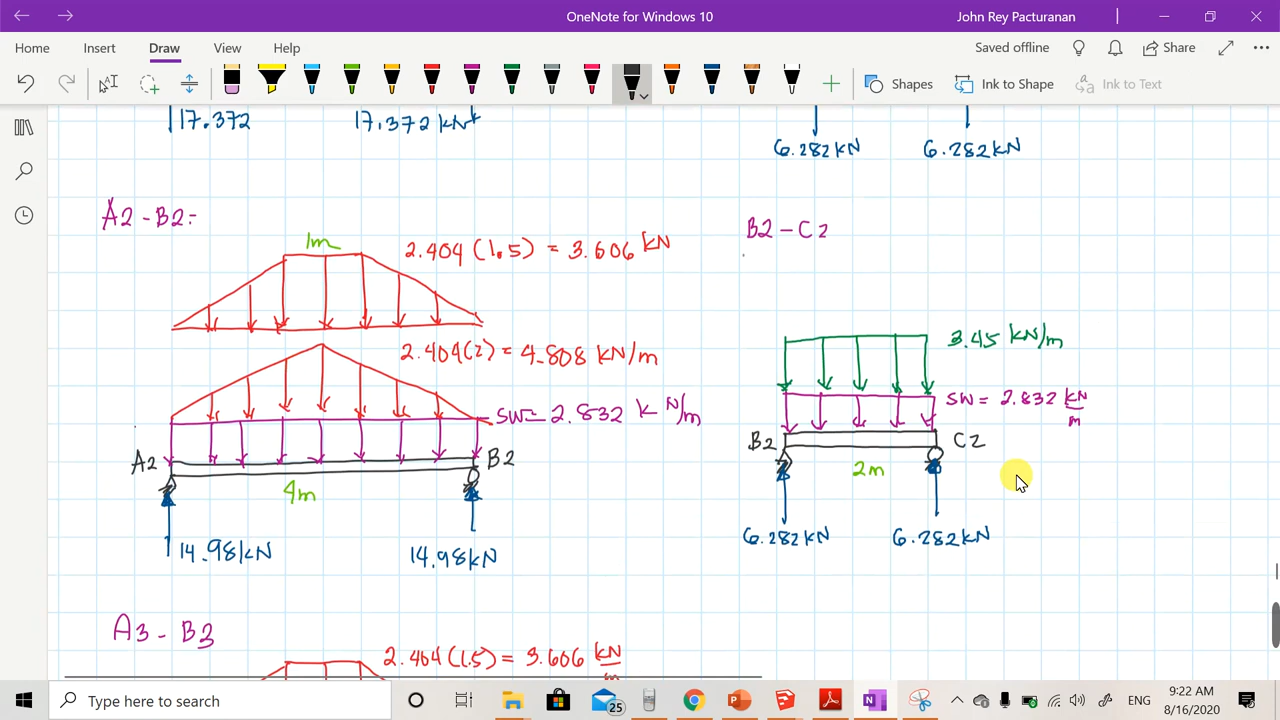 OneNote for Windows 10
John Rey Pacturanan
Home Insert Draw View Help
Saved offline
Share
Shapes
Ink to Shape
Ink to Text
17.372
17.372 kN
6.282 kN
6.282 kN
A2 - B2:
1m
2.404 (1.5) = 3.606 kN
2.404(2) = 4.808 kN/m
SW = 2.832 kN/m
A2
B2
4m
14.981kN
14.98kN
B2 - C2
3.45 kN/m
SW = 2.832 kN/m
B2
C2
2m
6.282 kN
6.282 kN
A3 - B3
2.404(1.5) = 3.606 kN/m
Type here to search
25
ENG
9:22 AM
8/16/2020